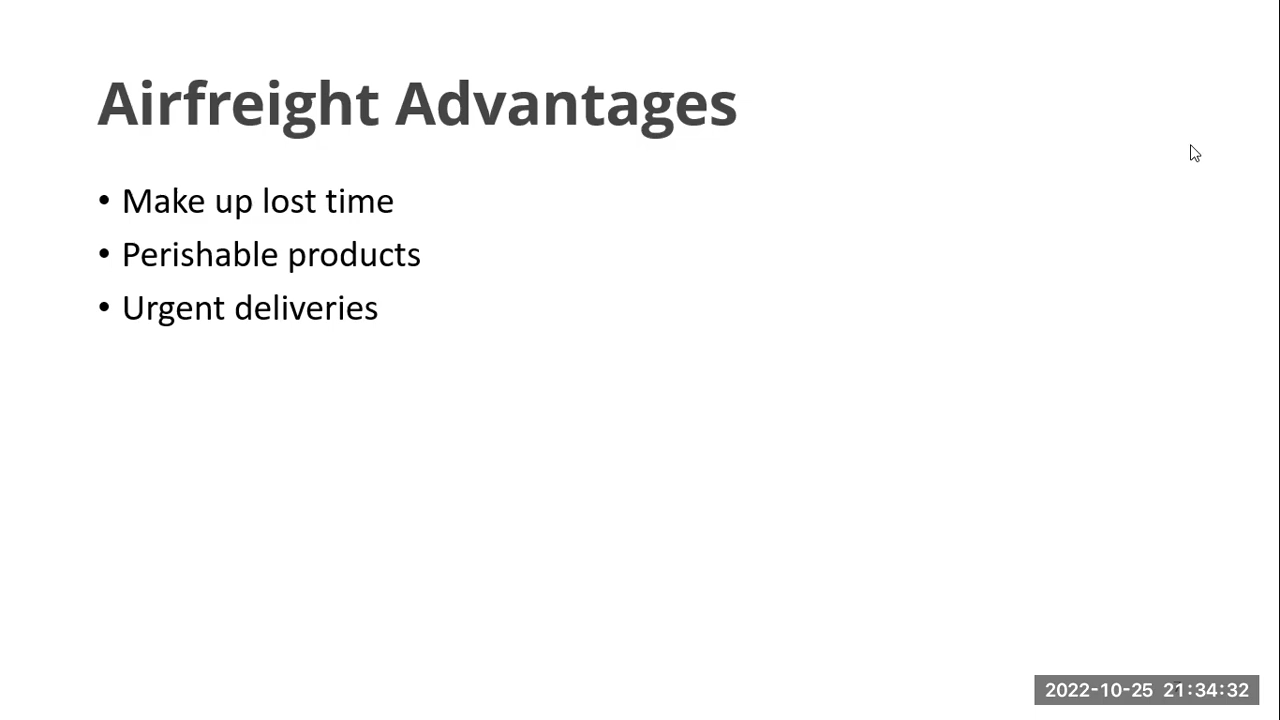 Airfreight Advantages
• Make up lost time
• Perishable products
• Urgent deliveries
2022-10-25 21:34:32